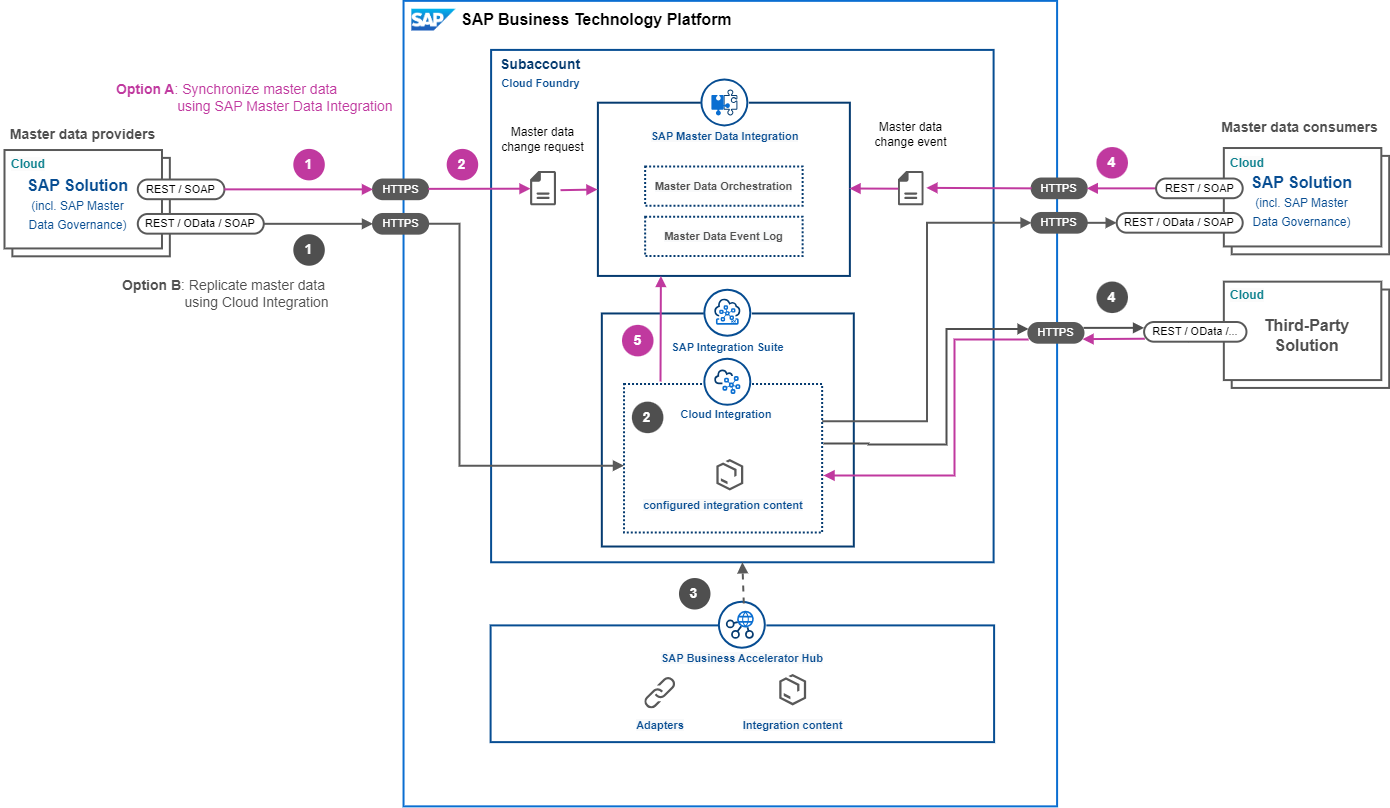 SAP SAP Business Technology Platform
Subaccount
Cloud Foundry
Option A: Synchronize master data
using SAP Master Data Integration
Master data providers
Cloud
SAP Solution
(incl. SAP Master
Data Governance)
REST / SOAP
REST / OData / SOAP
1
1
HTTPS
HTTPS
2
Option B: Replicate master data
using Cloud Integration
Master data
change request
SAP Master Data Integration
Master Data Orchestration
Master Data Event Log
Master data
change event
4
HTTPS
HTTPS
Master data consumers
Cloud
SAP Solution
(incl. SAP Master
Data Governance)
REST / SOAP
REST / OData / SOAP
4
HTTPS
Cloud
Third-Party
Solution
REST / OData /...
5
SAP Integration Suite
2
Cloud Integration
configured integration content
3
SAP Business Accelerator Hub
Adapters
Integration content